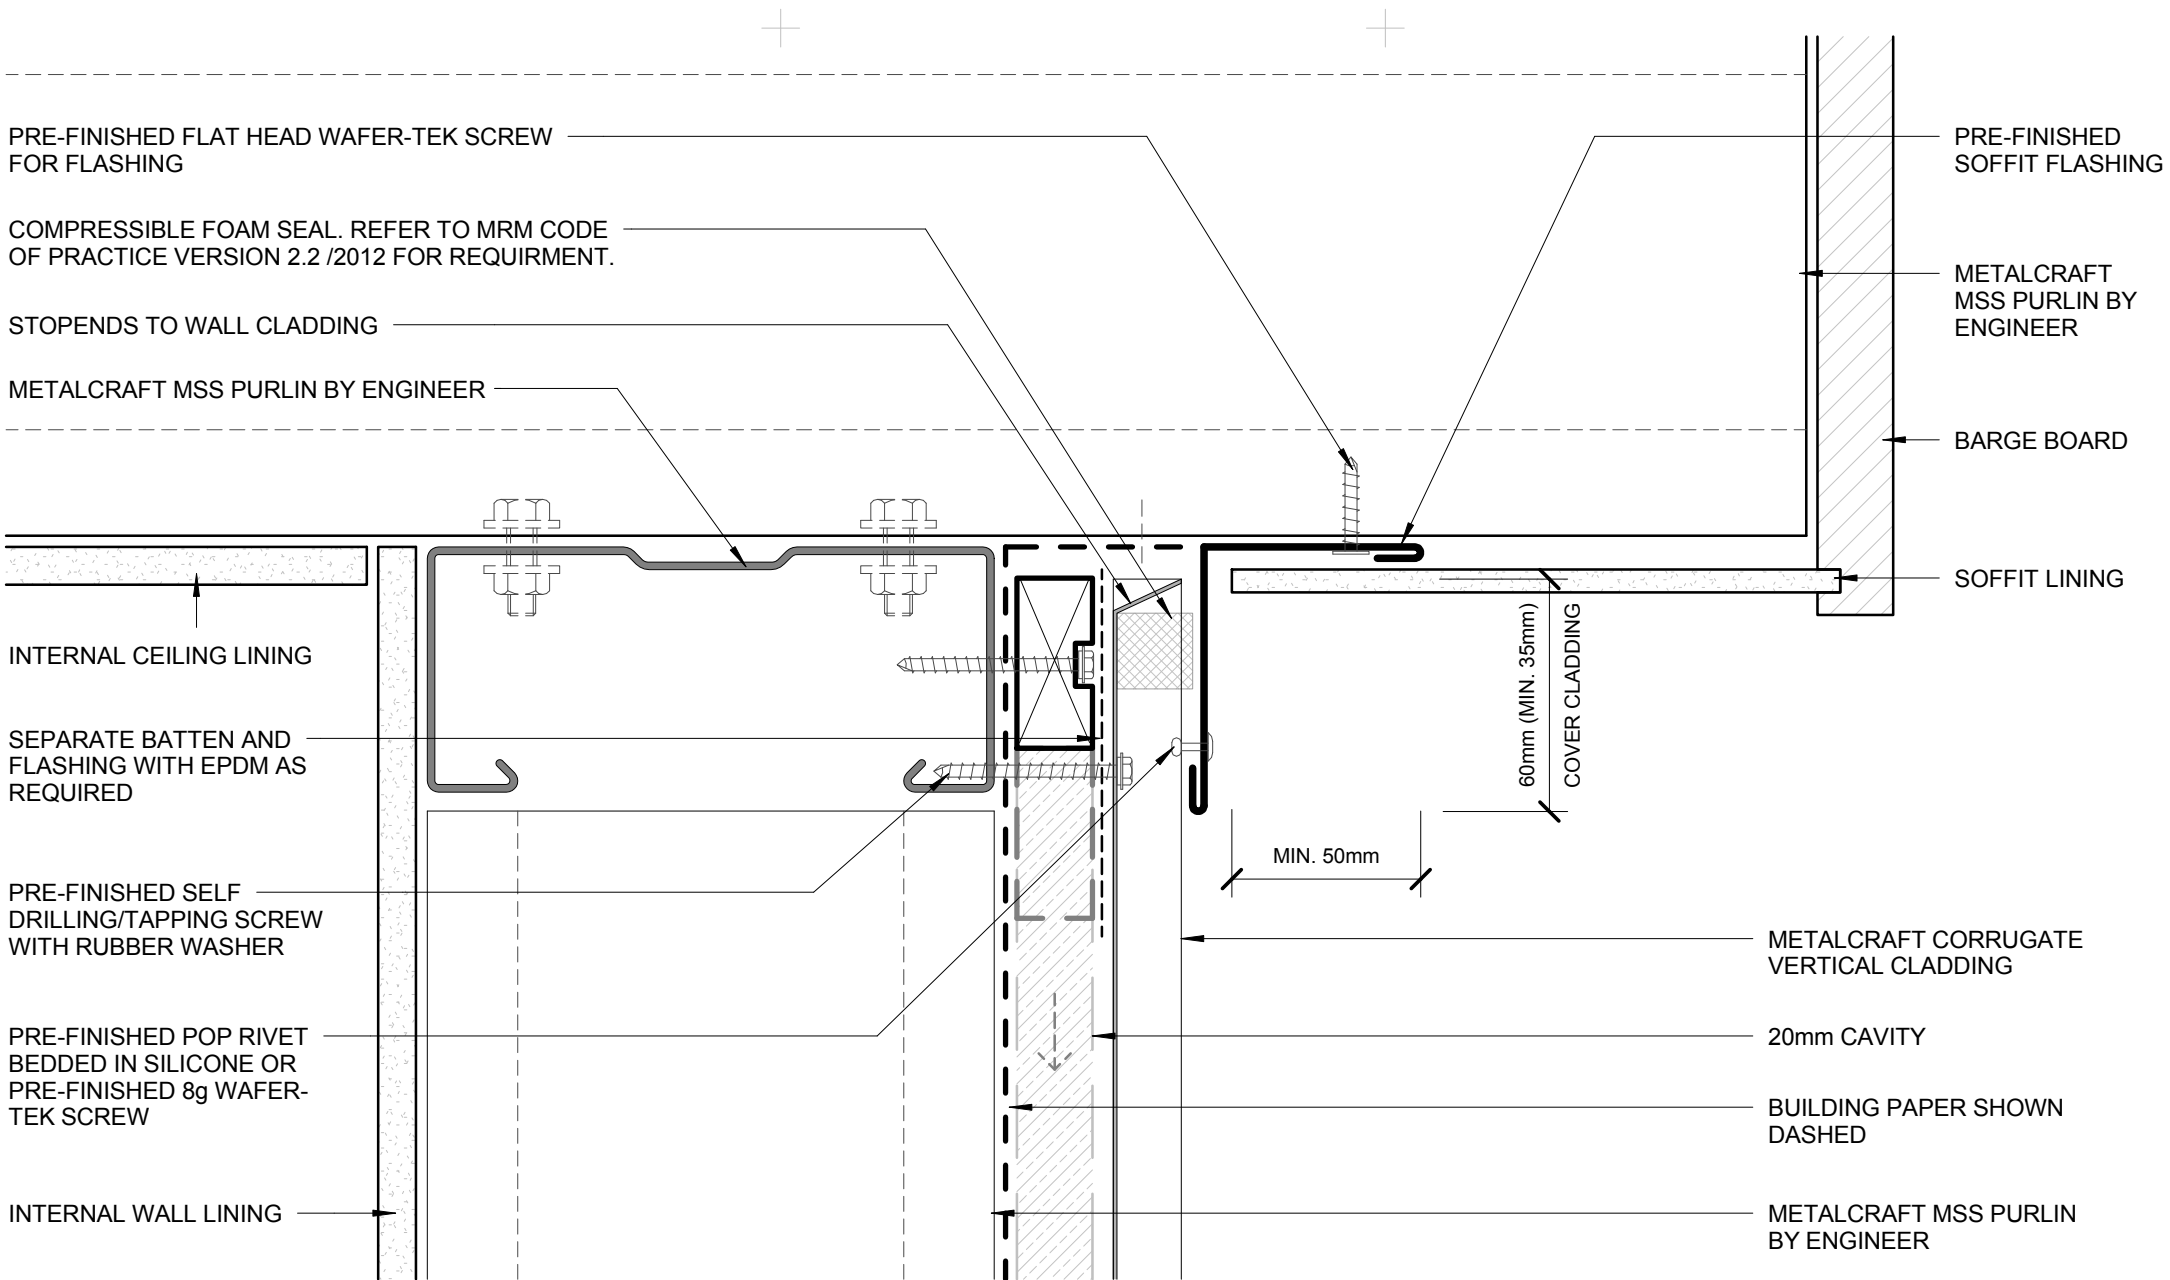 PRE-FINISHED FLAT HEAD WAFER-TEK SCREW
FOR FLASHING
COMPRESSIBLE FOAM SEAL. REFER TO MRM CODE
OF PRACTICE VERSION 2.2 /2012 FOR REQUIRMENT.
STOPENDS TO WALL CLADDING
METALCRAFT MSS PURLIN BY ENGINEER
INTERNAL CEILING LINING
SEPARATE BATTEN AND
FLASHING WITH EPDM AS
REQUIRED
PRE-FINISHED SELF
DRILLING/TAPPING SCREW
WITH RUBBER WASHER
PRE-FINISHED POP RIVET
BEDDED IN SILICONE OR
PRE-FINISHED 8g WAFER-
TEK SCREW
INTERNAL WALL LINING
PRE-FINISHED
SOFFIT FLASHING
METALCRAFT
MSS PURLIN BY
ENGINEER
BARGE BOARD
SOFFIT LINING
60mm (MIN. 35mm)
COVER CLADDING
MIN. 50mm
METALCRAFT CORRUGATE
VERTICAL CLADDING
20mm CAVITY
BUILDING PAPER SHOWN
DASHED
METALCRAFT MSS PURLIN
BY ENGINEER